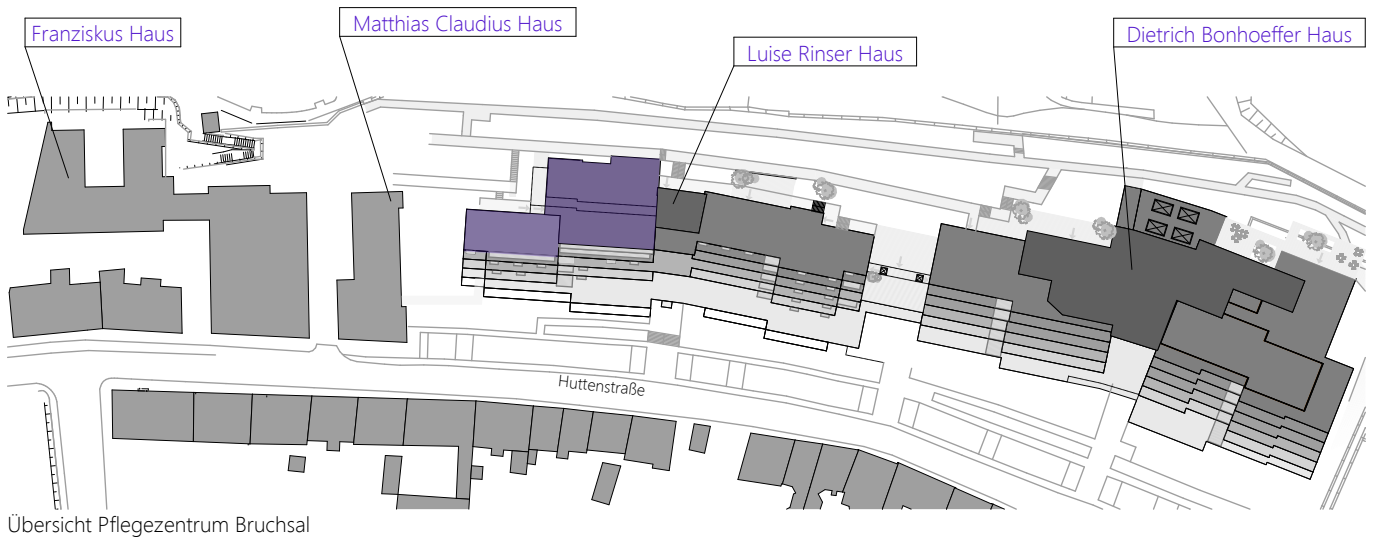 Franziskus Haus
Matthias Claudius Haus
Luise Rinser Haus
Dietrich Bonhoeffer Haus
Huttenstraße
Übersicht Pflegezentrum Bruchsal